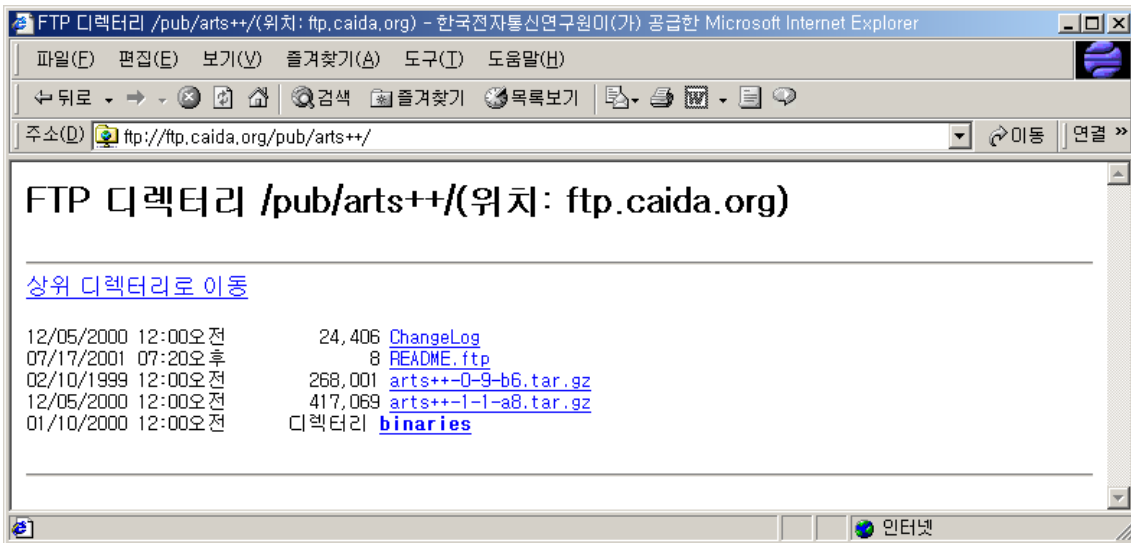 FTP 디렉터리 /pub/arts++/(위치: ftp.caida.org) - 한국전자통신연구원이(가) 공급한 Microsoft Internet Explorer
파일(F) 편집(E) 보기(V) 즐겨찾기(A) 도구(T) 도움말(H)
뒤로 검색 즐겨찾기 목록보기
주소(D) ftp://ftp.caida.org/pub/arts++/ 이동 연결 »
FTP 디렉터리 /pub/arts++/(위치: ftp.caida.org)
상위 디렉터리로 이동
12/05/2000 12:00오전 24,406 ChangeLog
07/17/2001 07:20오후 8 README.ftp
02/10/1999 12:00오전 268,001 arts++-0-9-b6.tar.gz
12/05/2000 12:00오전 417,069 arts++-1-1-a8.tar.gz
01/10/2000 12:00오전 디렉터리 binaries
인터넷